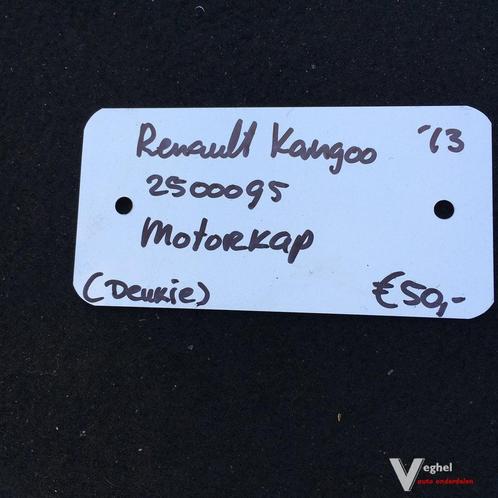 Renault Kangoo '13
2500095
Motorkap
(Deukie) €50,-
Veghel
auto onderdelen